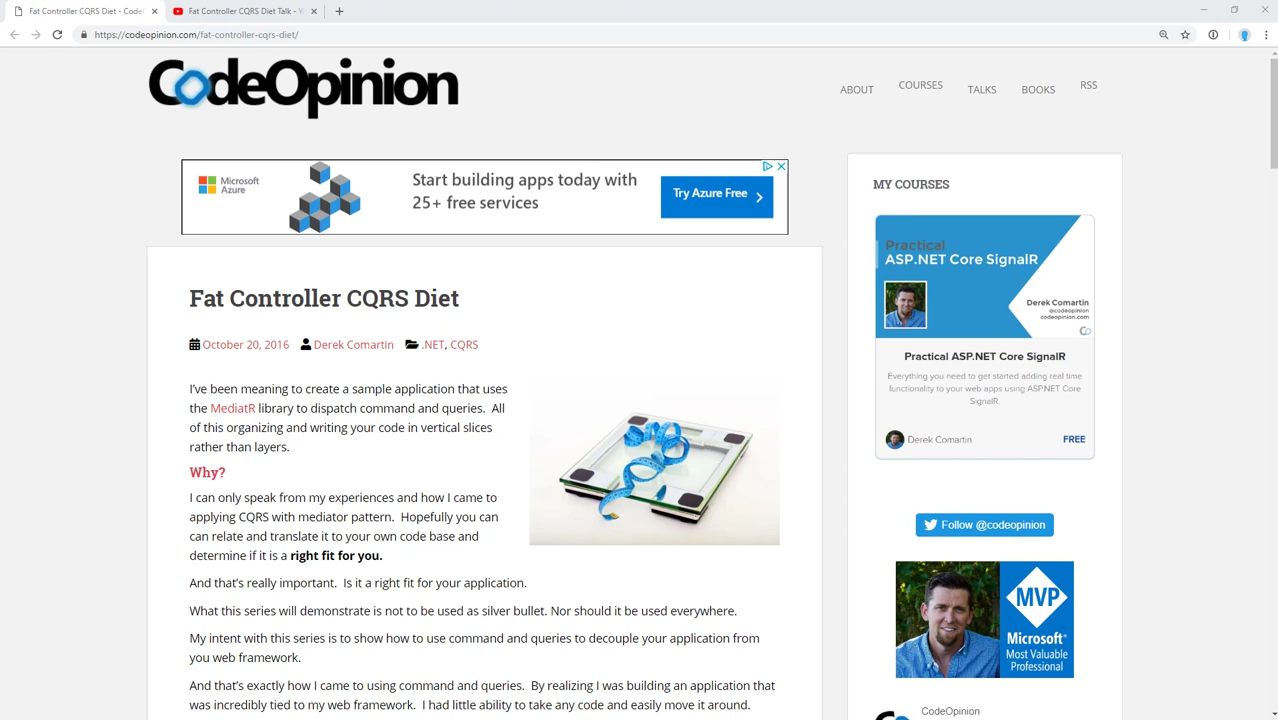 Fat Controller CQRS Diet - CodeO
Fat Controller CQRS Diet Talk - Y
https://codeopinion.com/fat-controller-cqrs-diet/
CodeOpinion
ABOUT COURSES TALKS BOOKS RSS
Microsoft
Azure
Start building apps today with
25+ free services
Try Azure Free
Fat Controller CQRS Diet
October 20, 2016 Derek Comartin .NET, CQRS
I've been meaning to create a sample application that uses
the MediatR library to dispatch command and queries. All
of this organizing and writing your code in vertical slices
rather than layers.
Why?
I can only speak from my experiences and how I came to
applying CQRS with mediator pattern. Hopefully you can
can relate and translate it to your own code base and
determine if it is a right fit for you.
And that's really important. Is it a right fit for your application.
What this series will demonstrate is not to be used as silver bullet. Nor should it be used everywhere.
My intent with this series is to show how to use command and queries to decouple your application from
you web framework.
And that's exactly how I came to using command and queries. By realizing I was building an application that
was incredibly tied to my web framework. I had little ability to take any code and easily move it around.
MY COURSES
Practical
ASP.NET Core SignalR
Derek Comartin
@codeopinion
codeopinion.com
Practical ASP.NET Core SignalR
Everything you need to get started adding real time
functionality to your web apps using ASP.NET Core
SignalR.
Derek Comartin FREE
Follow @codeopinion
MVP
Microsoft®
Most Valuable
Professional
CodeOpinion